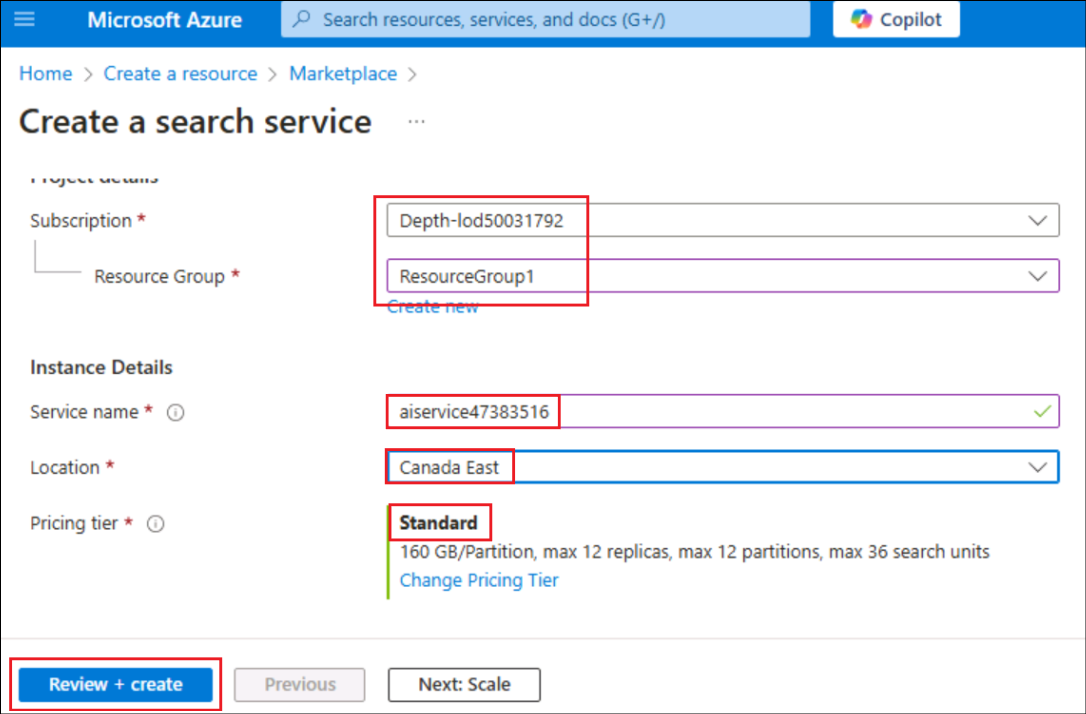 Microsoft Azure
Search resources, services, and docs (G+/)
Copilot
Home > Create a resource > Marketplace >
Create a search service ...
Project details
Subscription *
Depth-lod50031792
Resource Group *
ResourceGroup1
Create new
Instance Details
Service name *
aiservice47383516
Location *
Canada East
Pricing tier *
Standard
160 GB/Partition, max 12 replicas, max 12 partitions, max 36 search units
Change Pricing Tier
Review + create
Previous
Next: Scale